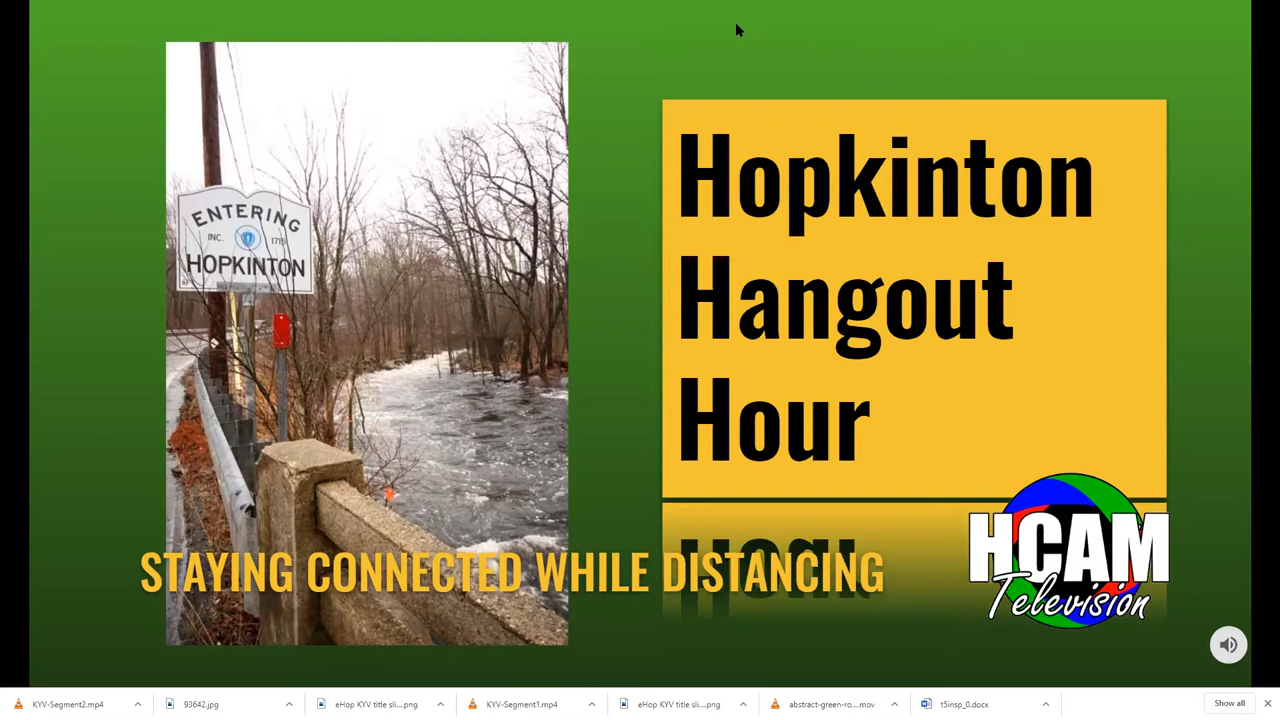 Hopkinton
Hangout
Hour
ENTERING
INC. 1715
HOPKINTON
STAYING CONNECTED WHILE DISTANCING
HCAM
Television
KYV-Segment2.mp4
93642.jpg
eHop KYV title sli....png
KYV-Segment1.mp4
eHop KYV title sli....png
abstract-green-ro....mov
t5insp_0.docx
Show all